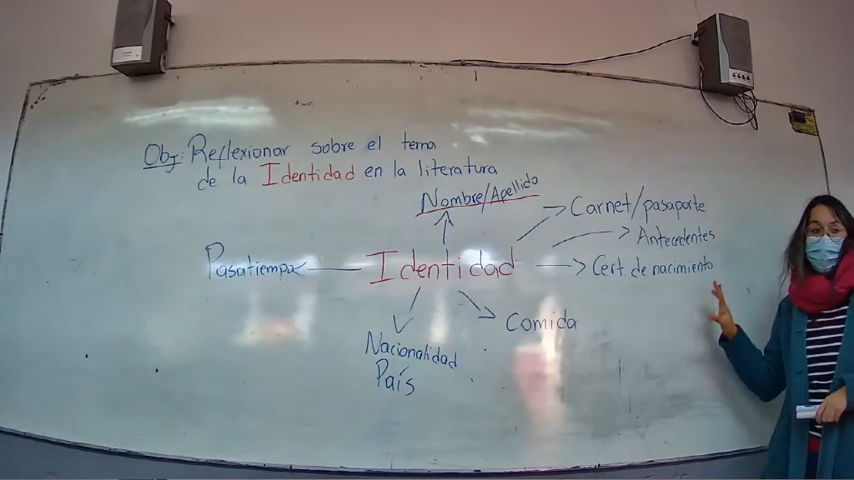 Obj: Reflexionar sobre el tema
de la Identidad en la literatura
Nombre/Apellido
Carnet/pasaporte
Antecedentes
Pasatiempo
Identidad
Cert. de nacimiento
Comida
Nacionalidad
País